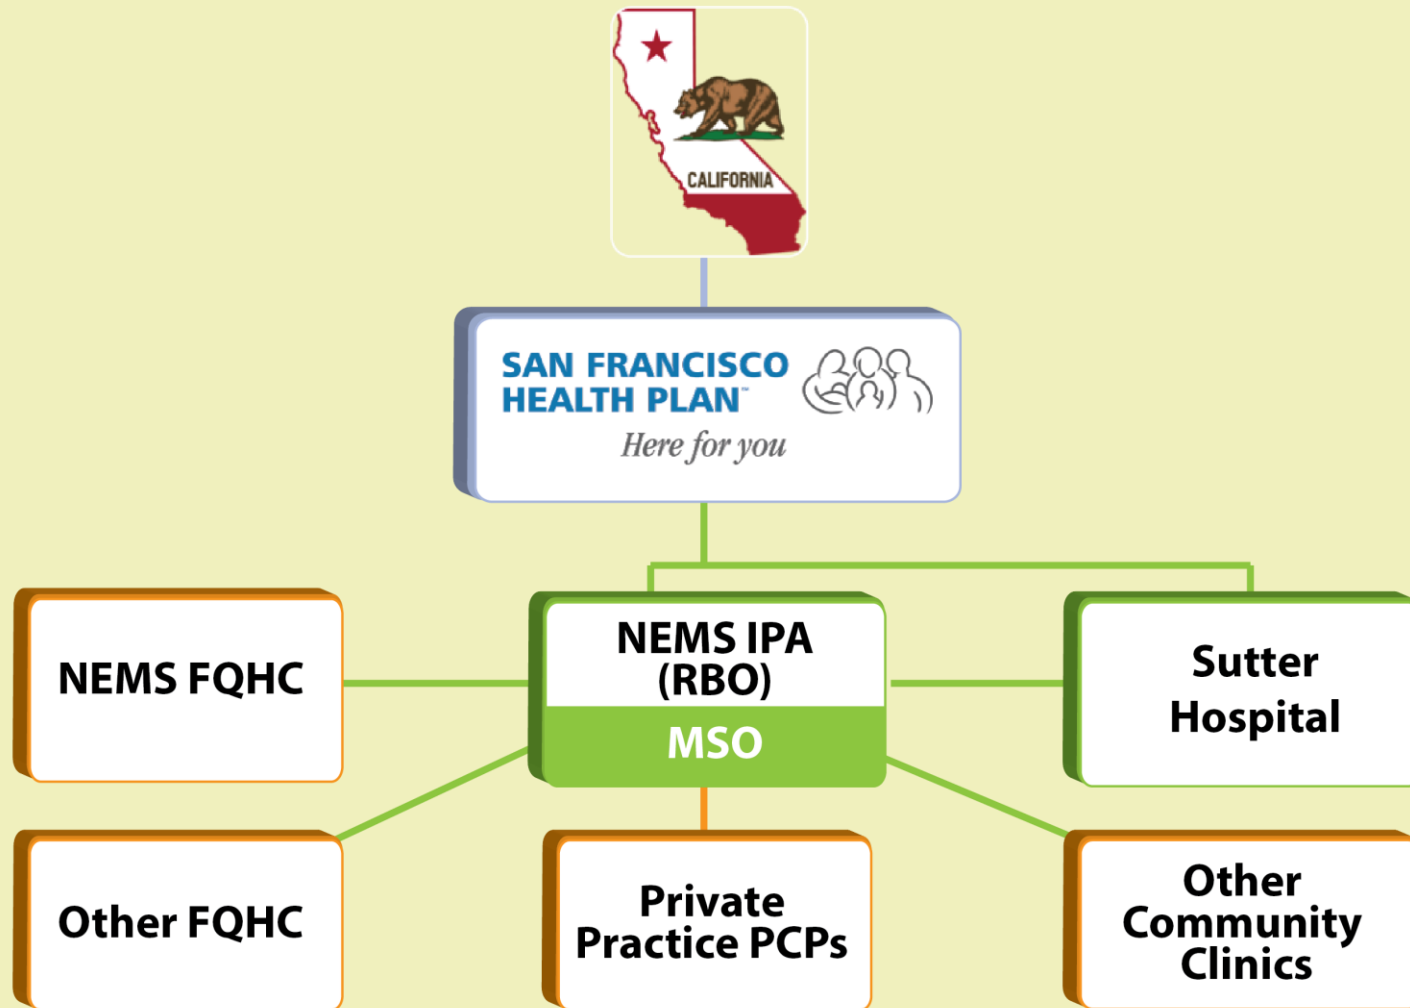 CALIFORNIA
SAN FRANCISCO
HEALTH PLAN™
Here for you
NEMS FQHC
NEMS IPA
(RBO)
MSO
Sutter
Hospital
Other FQHC
Private
Practice PCPs
Other
Community
Clinics